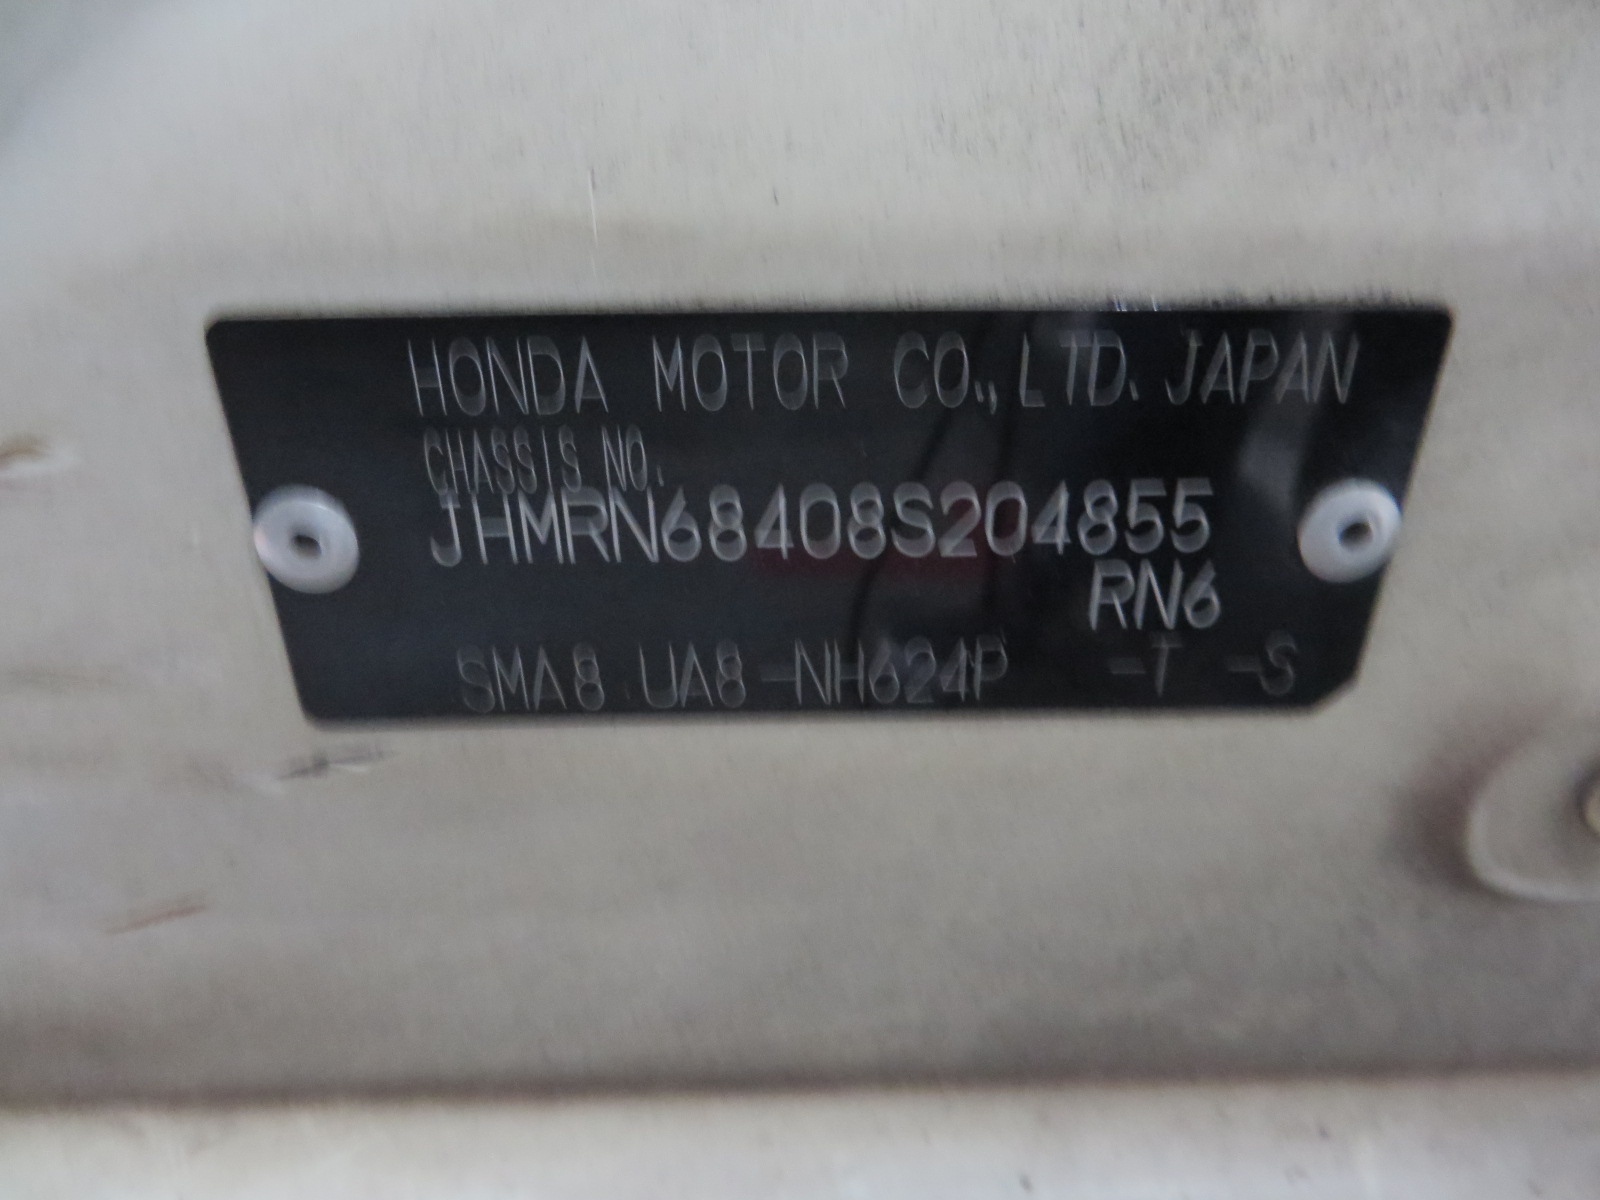 HONDA MOTOR CO., LTD. JAPAN
CHASSIS NO.
JHMRN68408S204855
RN6
SMA8 UA8-NH624P -T -S